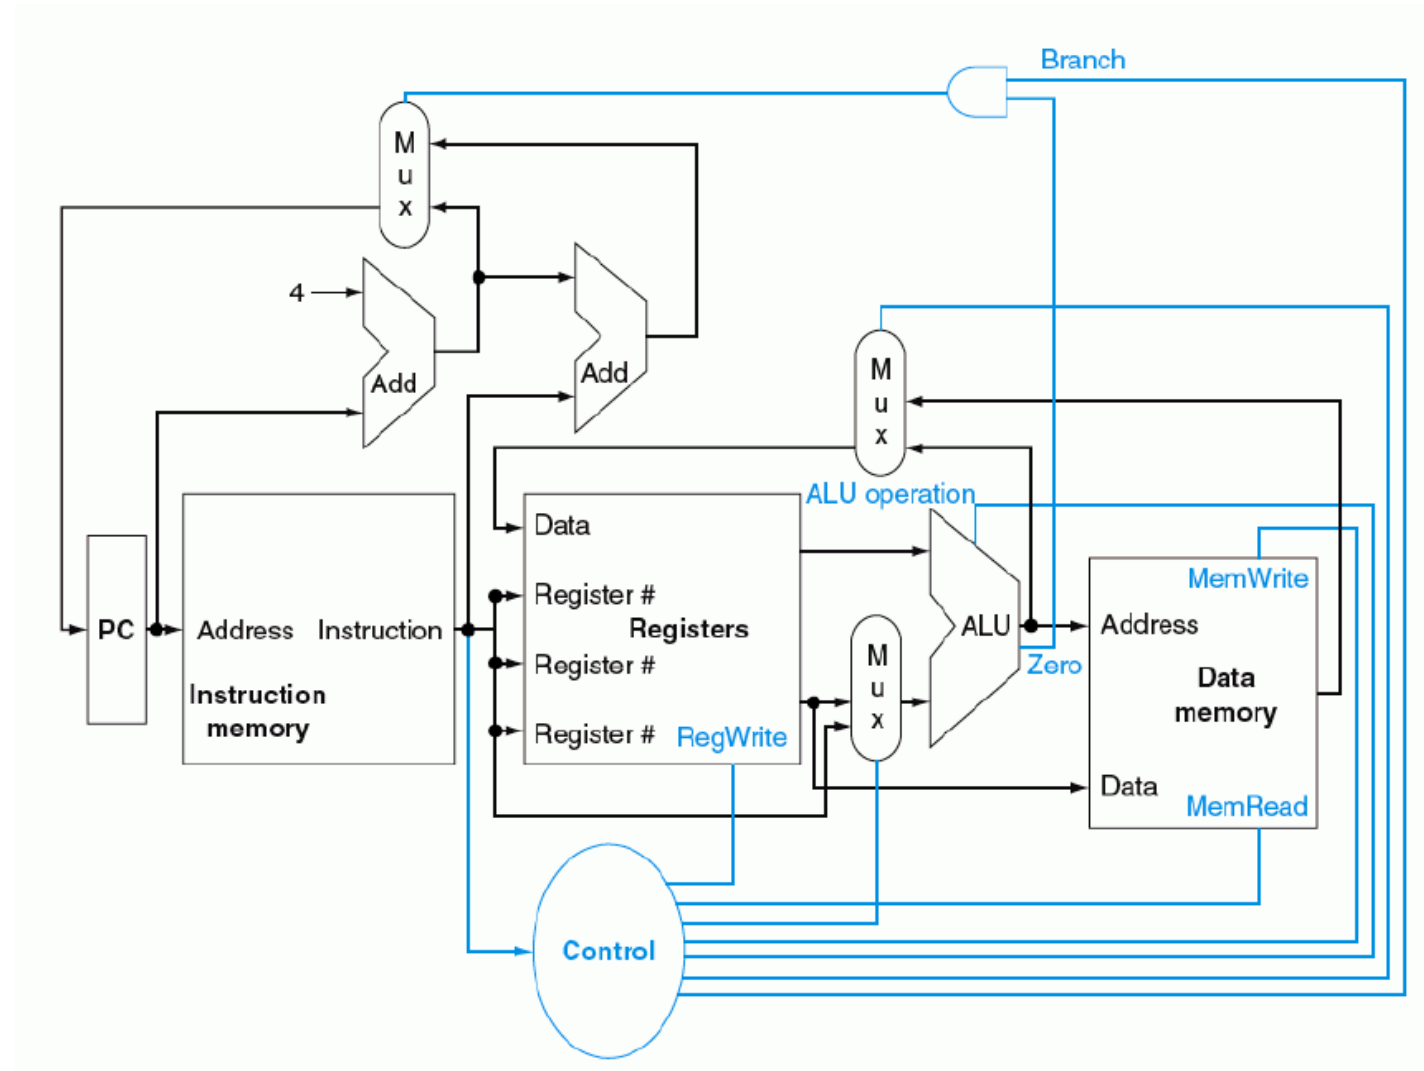 Branch
M
u
x
4
Add
Add
M
u
x
ALU operation
Data
MemWrite
Register #
PC
Address
Instruction
Registers
ALU
Address
M
u
x
Register #
Zero
Instruction
memory
Data
memory
Register #
RegWrite
Data
MemRead
Control